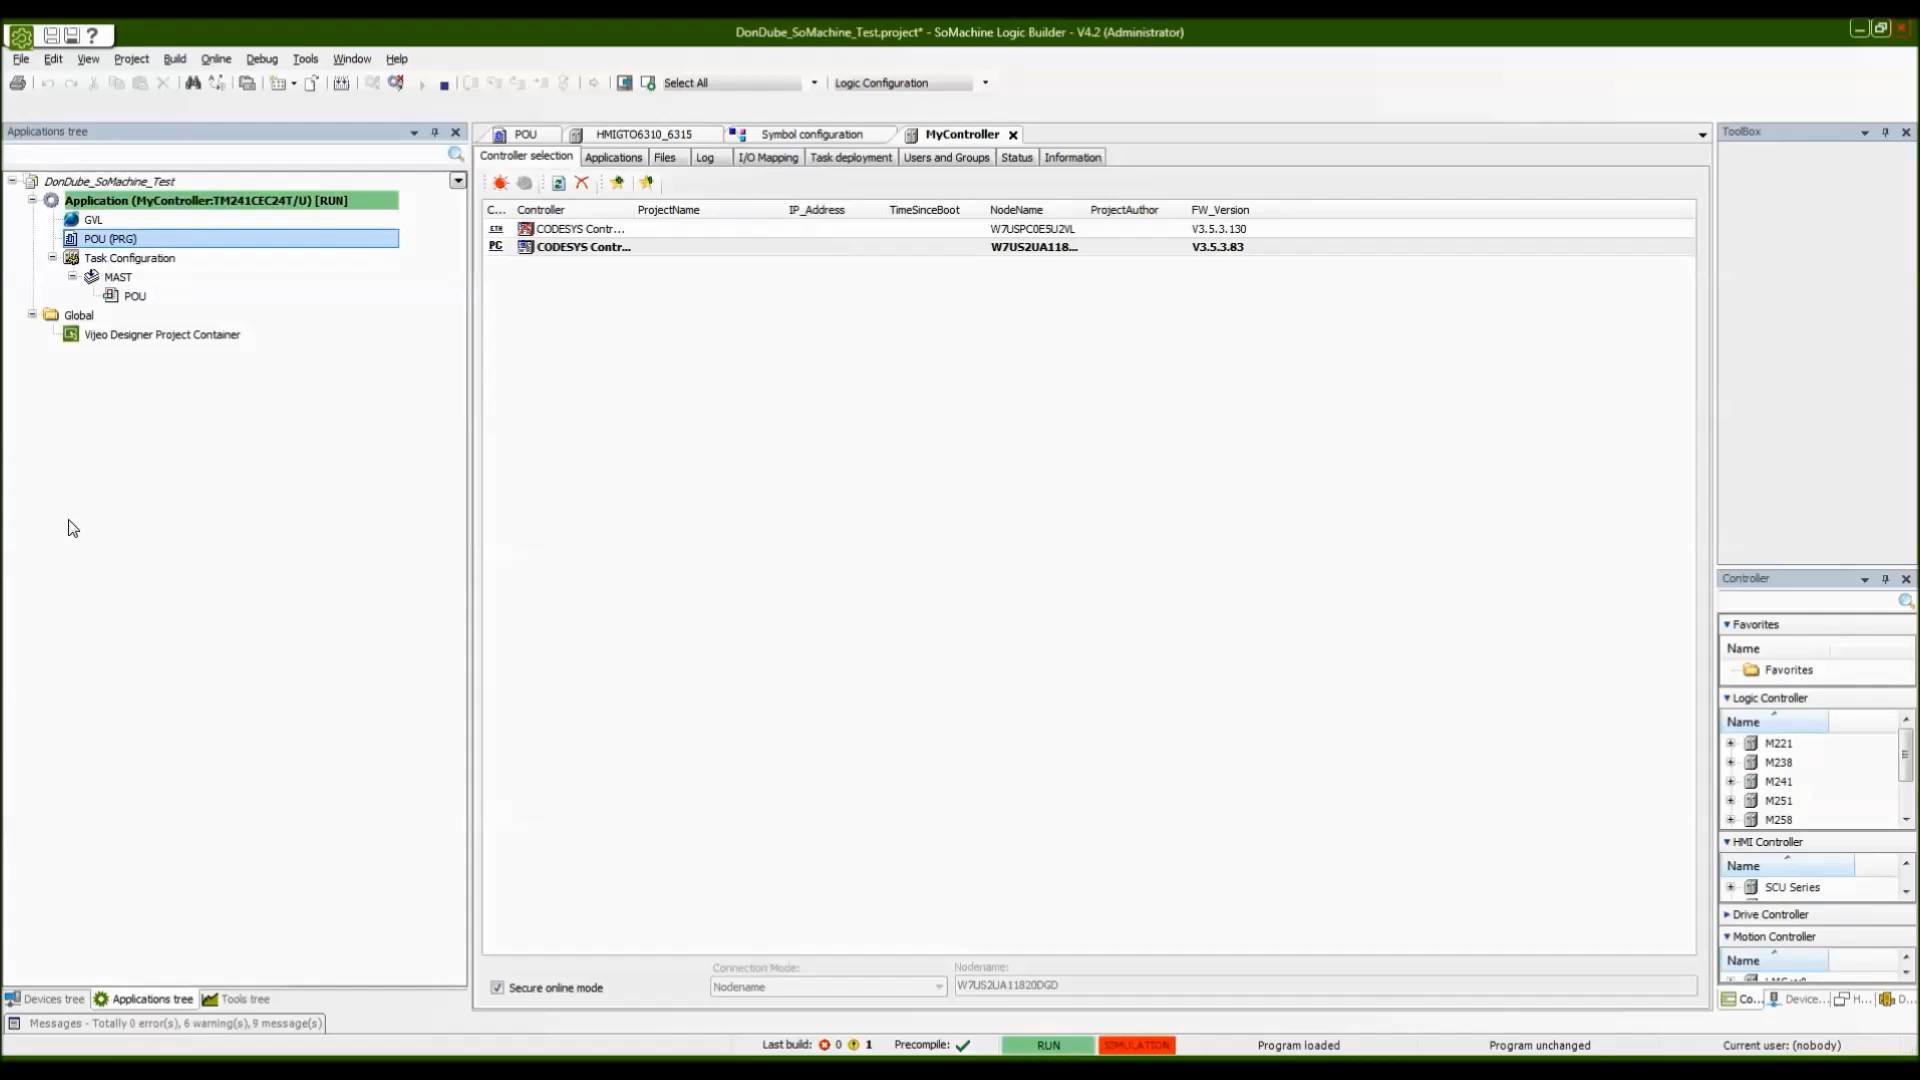 DonDube_SoMachine_Test.project* - SoMachine Logic Builder - V4.2 (Administrator)
File Edit View Project Build Online Debug Tools Window Help
Select All Logic Configuration
Applications tree
DonDube_SoMachine_Test
Application (MyController:TM241CEC24T/U) [RUN]
GVL
POU (PRG)
Task Configuration
MAST
POU
Global
Vijeo Designer Project Container
POU HMIGTO6310_6315 Symbol configuration MyController
Controller selection Applications Files Log I/O Mapping Task deployment Users and Groups Status Information
C... Controller ProjectName IP_Address TimeSinceBoot NodeName ProjectAuthor FW_Version
ETH CODESYS Contr... W7USPC0E5U2VL V3.5.3.130
PC CODESYS Contr... W7US2UA118... V3.5.3.83
Connection Mode: Nodename:
Secure online mode Nodename W7US2UA11820DGD
ToolBox
Controller
Favorites
Name
Favorites
Logic Controller
Name
M221
M238
M241
M251
M258
HMI Controller
Name
SCU Series
Drive Controller
Motion Controller
Name
Co... Device... H... D...
Devices tree Applications tree Tools tree
Messages - Totally 0 error(s), 6 warning(s), 9 message(s)
Last build: 0 1 Precompile: RUN SIMULATION Program loaded Program unchanged Current user: (nobody)